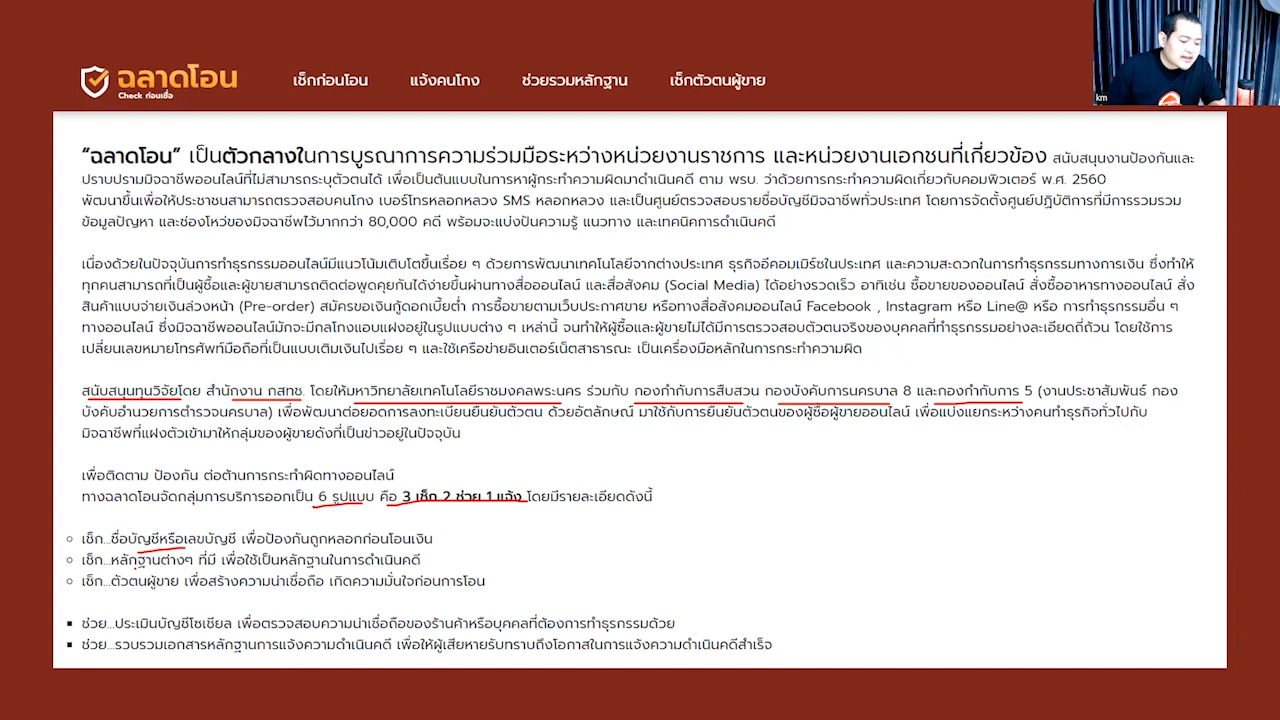 ฉลาดโอน
Check ก่อนเชื่อ
เช็กก่อนโอน แจ้งคนโกง ช่วยรวมหลักฐาน เช็กตัวตนผู้ขาย
km
“ฉลาดโอน” เป็นตัวกลางในการบูรณาการความร่วมมือระหว่างหน่วยงานราชการ และหน่วยงานเอกชนที่เกี่ยวข้อง สนับสนุนงานป้องกันและ
ปราบปรามมิจฉาชีพออนไลน์ที่ไม่สามารถระบุตัวตนได้ เพื่อเป็นต้นแบบในการหาผู้กระทำความผิดมาดำเนินคดี ตาม พรบ. ว่าด้วยการกระทำความผิดเกี่ยวกับคอมพิวเตอร์ พ.ศ. 2560
พัฒนาขึ้นเพื่อให้ประชาชนสามารถตรวจสอบคนโกง เบอร์โทรหลอกหลวง SMS หลอกหลวง และเป็นศูนย์ตรวจสอบรายชื่อบัญชีมิจฉาชีพทั่วประเทศ โดยการจัดตั้งศูนย์ปฏิบัติการที่มีการรวมรวม
ข้อมูลปัญหา และช่องโหว่ของมิจฉาชีพไว้มากกว่า 80,000 คดี พร้อมจะแบ่งปันความรู้ แนวทาง และเทคนิคการดำเนินคดี
เนื่องด้วยในปัจจุบันการทำธุรกรรมออนไลน์มีแนวโน้มเติบโตขึ้นเรื่อย ๆ ด้วยการพัฒนาเทคโนโลยีจากต่างประเทศ ธุรกิจอีคอมเมิร์ซในประเทศ และความสะดวกในการทำธุรกรรมทางการเงิน ซึ่งทำให้
ทุกคนสามารถที่เป็นผู้ซื้อและผู้ขายสามารถติดต่อพูดคุยกันได้ง่ายขึ้นผ่านทางสื่อออนไลน์ และสื่อสังคม (Social Media) ได้อย่างรวดเร็ว อาทิเช่น ซื้อขายของออนไลน์ สั่งซื้ออาหารทางออนไลน์ สั่ง
สินค้าแบบจ่ายเงินล่วงหน้า (Pre-order) สมัครขอเงินกู้ดอกเบี้ยต่ำ การซื้อขายตามเว็บประกาศขาย หรือทางสื่อสังคมออนไลน์ Facebook , Instagram หรือ Line@ หรือ การทำธุรกรรมอื่น ๆ
ทางออนไลน์ ซึ่งมิจฉาชีพออนไลน์มักจะมีกลโกงแอบแฝงอยู่ในรูปแบบต่าง ๆ เหล่านี้ จนทำให้ผู้ซื้อและผู้ขายไม่ได้มีการตรวจสอบตัวตนจริงของบุคคลที่ทำธุรกรรมอย่างละเอียดถี่ถ้วน โดยใช้การ
เปลี่ยนเลขหมายโทรศัพท์มือถือที่เป็นแบบเติมเงินไปเรื่อย ๆ และใช้เครือข่ายอินเตอร์เน็ตสาธารณะ เป็นเครื่องมือหลักในการกระทำความผิด
สนับสนุนทุนวิจัยโดย สำนักงาน กสทช. โดยให้มหาวิทยาลัยเทคโนโลยีราชมงคลพระนคร ร่วมกับ กองกำกับการสืบสวน กองบังคับการนครบาล 8 และกองกำกับการ 5 (งานประชาสัมพันธ์ กอง
บังคับอำนวยการตำรวจนครบาล) เพื่อพัฒนาต่อยอดการลงทะเบียนยืนยันตัวตน ด้วยอัตลักษณ์ มาใช้กับการยืนยันตัวตนของผู้ซื้อผู้ขายออนไลน์ เพื่อแบ่งแยกระหว่างคนทำธุรกิจทั่วไปกับ
มิจฉาชีพที่แฝงตัวเข้ามาให้กลุ่มของผู้ขายดังที่เป็นข่าวอยู่ในปัจจุบัน
เพื่อติดตาม ป้องกัน ต่อต้านการกระทำผิดทางออนไลน์
ทางฉลาดโอนจัดกลุ่มการบริการออกเป็น 6 รูปแบบ คือ 3 เช็ก 2 ช่วย 1 แจ้ง โดยมีรายละเอียดดังนี้
เช็ก...ชื่อบัญชีหรือเลขบัญชี เพื่อป้องกันถูกหลอกก่อนโอนเงิน
เช็ก...หลักฐานต่างๆ ที่มี เพื่อใช้เป็นหลักฐานในการดำเนินคดี
เช็ก...ตัวตนผู้ขาย เพื่อสร้างความน่าเชื่อถือ เกิดความมั่นใจก่อนการโอน
ช่วย...ประเมินบัญชีโซเชียล เพื่อตรวจสอบความน่าเชื่อถือของร้านค้าหรือบุคคลที่ต้องการทำธุรกรรมด้วย
ช่วย...รวบรวมเอกสารหลักฐานการแจ้งความดำเนินคดี เพื่อให้ผู้เสียหายรับทราบถึงโอกาสในการแจ้งความดำเนินคดีสำเร็จ